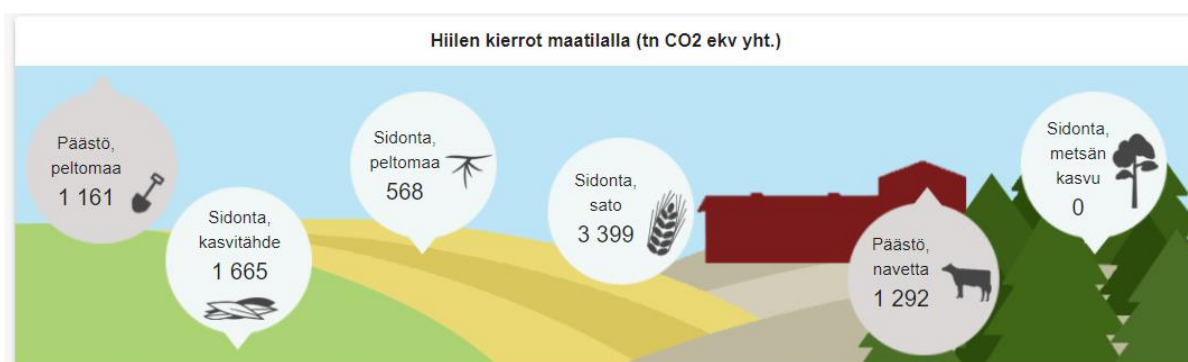 Hiilen kierrot maatilalla (tn CO2 ekv yht.)
Päästö,
peltomaa
1 161
Sidonta,
kasvitähde
1 665
Sidonta,
peltomaa
568
Sidonta,
sato
3 399
Päästö,
navetta
1 292
Sidonta,
metsän
kasvu
0